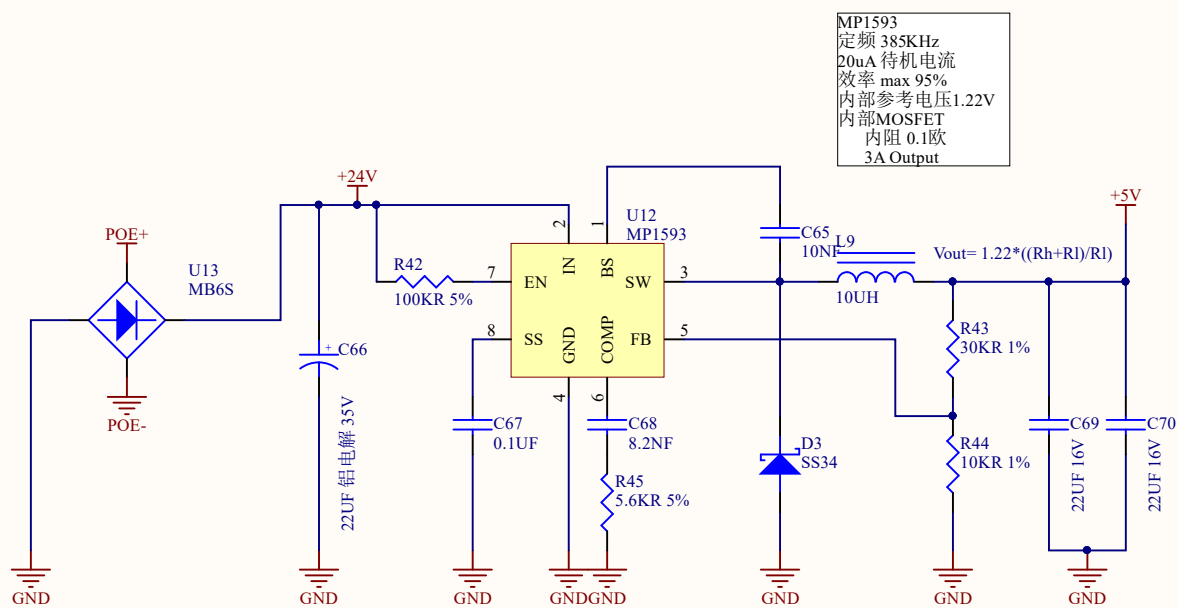 MP1593
定频 385KHz
20uA 待机电流
效率 max 95%
内部参考电压1.22V
内部MOSFET
内阻 0.1欧
3A Output
+24V
+5V
POE+
U13
MB6S
POE-
R42
100KR 5%
U12
MP1593
2
1
7
8
3
5
4
6
IN
BS
EN
SW
SS
GND
COMP
FB
C65
10NF
L9
10UH
Vout= 1.22*((Rh+Rl)/Rl)
R43
30KR 1%
C66
22UF 铝电解 35V
C67
0.1UF
C68
8.2NF
R45
5.6KR 5%
D3
SS34
R44
10KR 1%
C69
22UF 16V
C70
22UF 16V
GND
GND
GND
GND
GND
GND
GND
GND